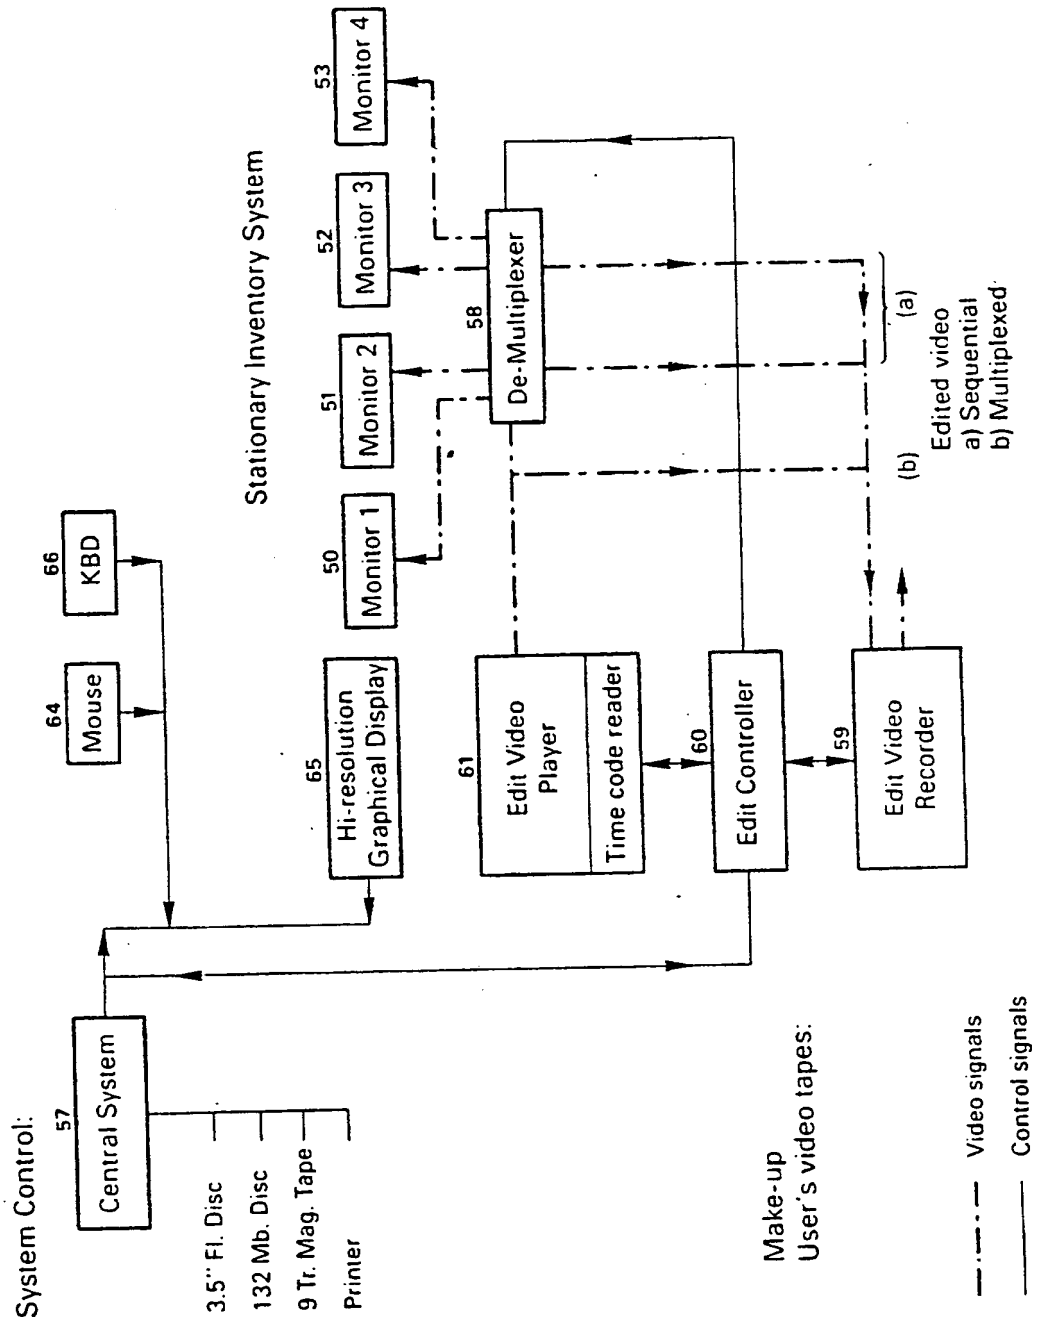 Stationary Inventory System
System Control:
57
Central System
3.5" Fl. Disc
132 Mb. Disc
9 Tr. Mag. Tape
Printer
64
Mouse
66
KBD
65
Hi-resolution
Graphical Display
50
Monitor 1
51
Monitor 2
52
Monitor 3
53
Monitor 4
61
Edit Video
Player
Time code reader
58
De-Multiplexer
60
Edit Controller
59
Edit Video
Recorder
(b)
(a)
Edited video
a) Sequential
b) Multiplexed
Make-up
User's video tapes:
Video signals
Control signals